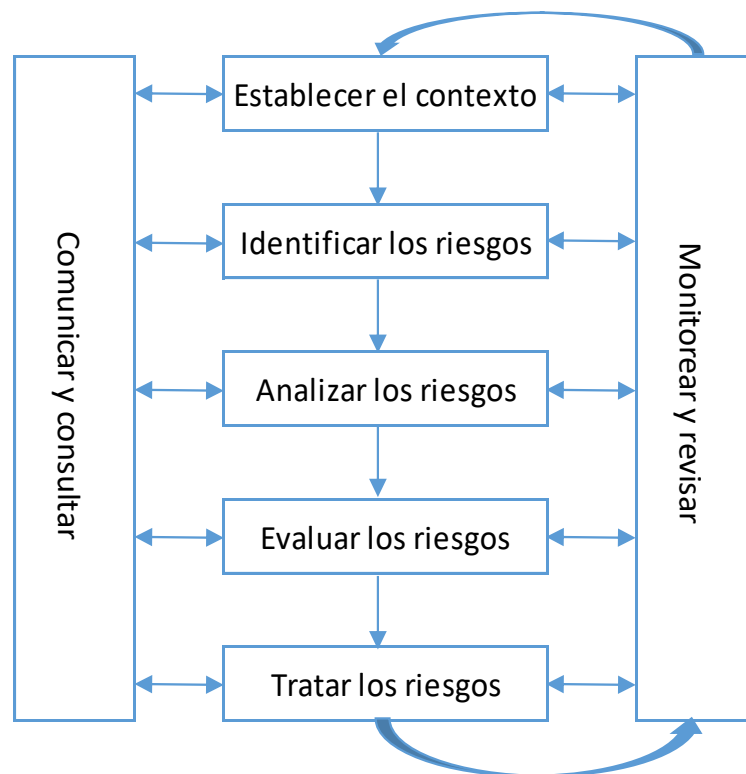 Establecer el contexto
Identificar los riesgos
Analizar los riesgos
Evaluar los riesgos
Tratar los riesgos
Comunicar y consultar
Monitorear y revisar